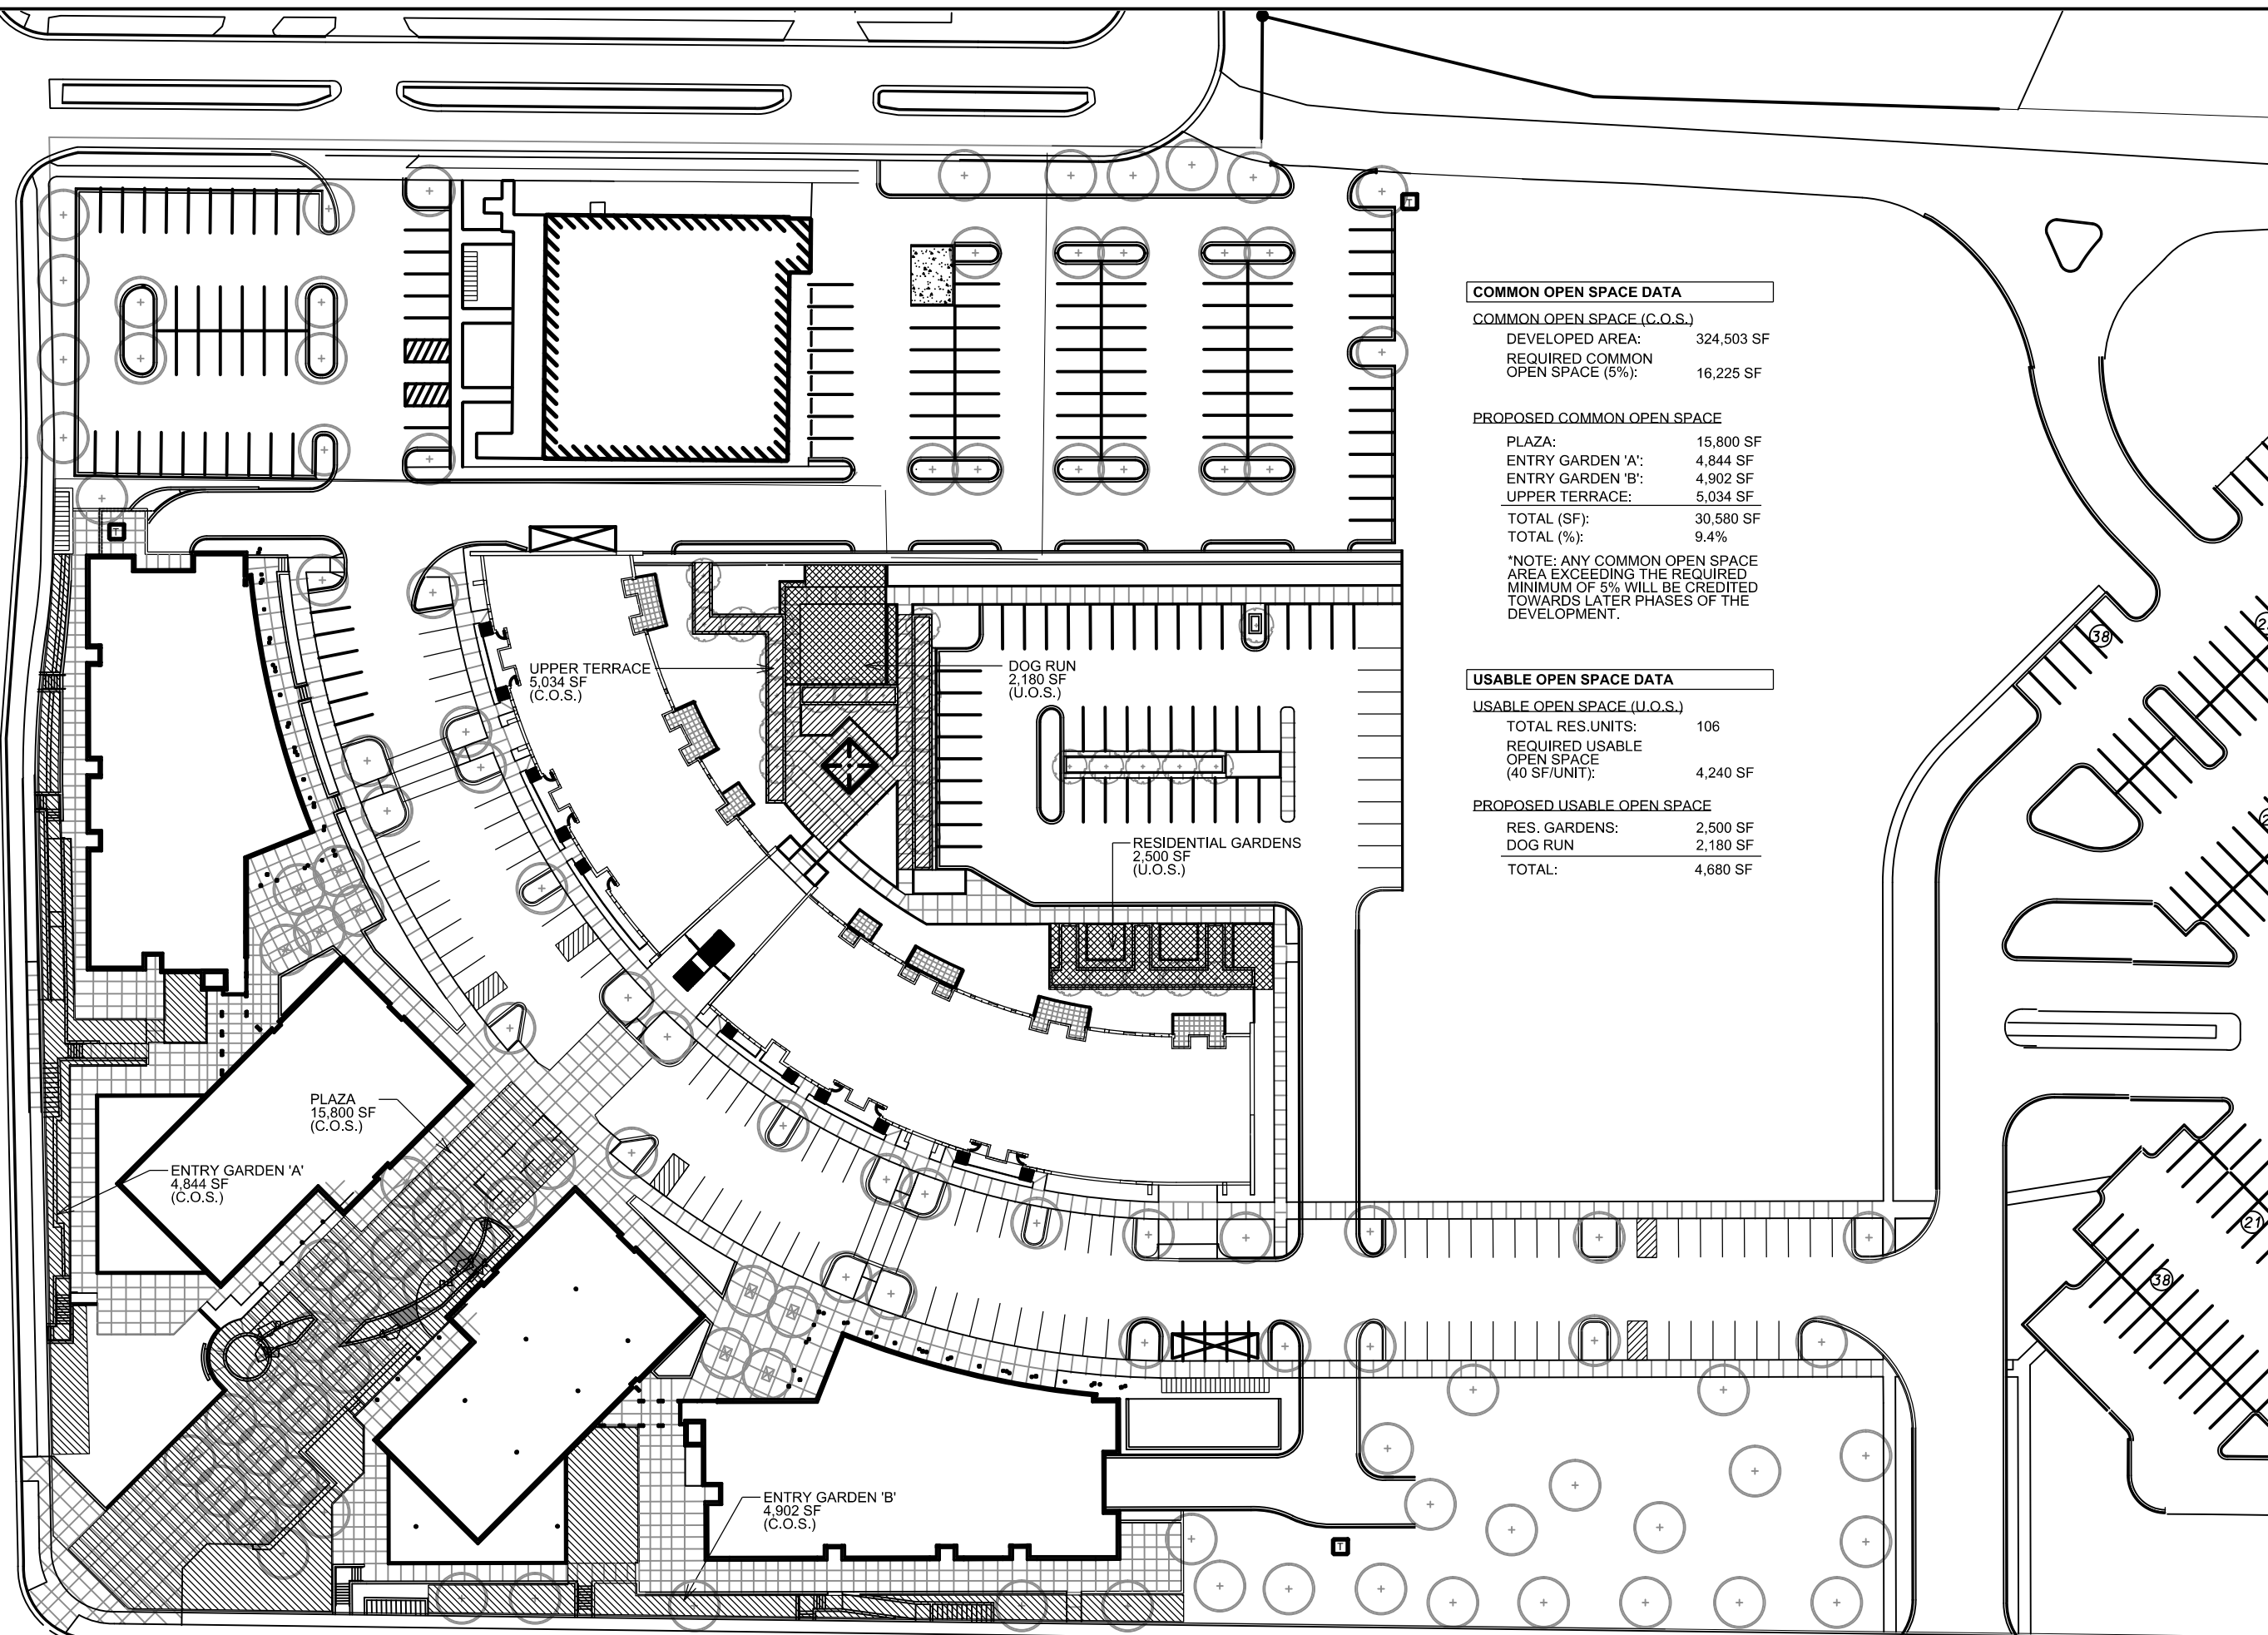 COMMON OPEN SPACE DATA
COMMON OPEN SPACE (C.O.S.)
DEVELOPED AREA: 324,503 SF
REQUIRED COMMON
OPEN SPACE (5%): 16,225 SF
PROPOSED COMMON OPEN SPACE
PLAZA: 15,800 SF
ENTRY GARDEN 'A': 4,844 SF
ENTRY GARDEN 'B': 4,902 SF
UPPER TERRACE: 5,034 SF
TOTAL (SF): 30,580 SF
TOTAL (%): 9.4%
*NOTE: ANY COMMON OPEN SPACE
AREA EXCEEDING THE REQUIRED
MINIMUM OF 5% WILL BE CREDITED
TOWARDS LATER PHASES OF THE
DEVELOPMENT.
USABLE OPEN SPACE DATA
USABLE OPEN SPACE (U.O.S.)
TOTAL RES.UNITS: 106
REQUIRED USABLE
OPEN SPACE
(40 SF/UNIT): 4,240 SF
PROPOSED USABLE OPEN SPACE
RES. GARDENS: 2,500 SF
DOG RUN 2,180 SF
TOTAL: 4,680 SF
UPPER TERRACE
5,034 SF
(C.O.S.)
DOG RUN
2,180 SF
(U.O.S.)
RESIDENTIAL GARDENS
2,500 SF
(U.O.S.)
PLAZA
15,800 SF
(C.O.S.)
ENTRY GARDEN 'A'
4,844 SF
(C.O.S.)
ENTRY GARDEN 'B'
4,902 SF
(C.O.S.)
T
T
T
38
21
38